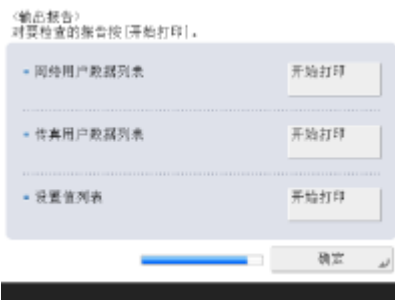 <输出报告>
对要检查的报告按[开始打印]。
网络用户数据列表
开始打印
传真用户数据列表
开始打印
设置值列表
开始打印
确定